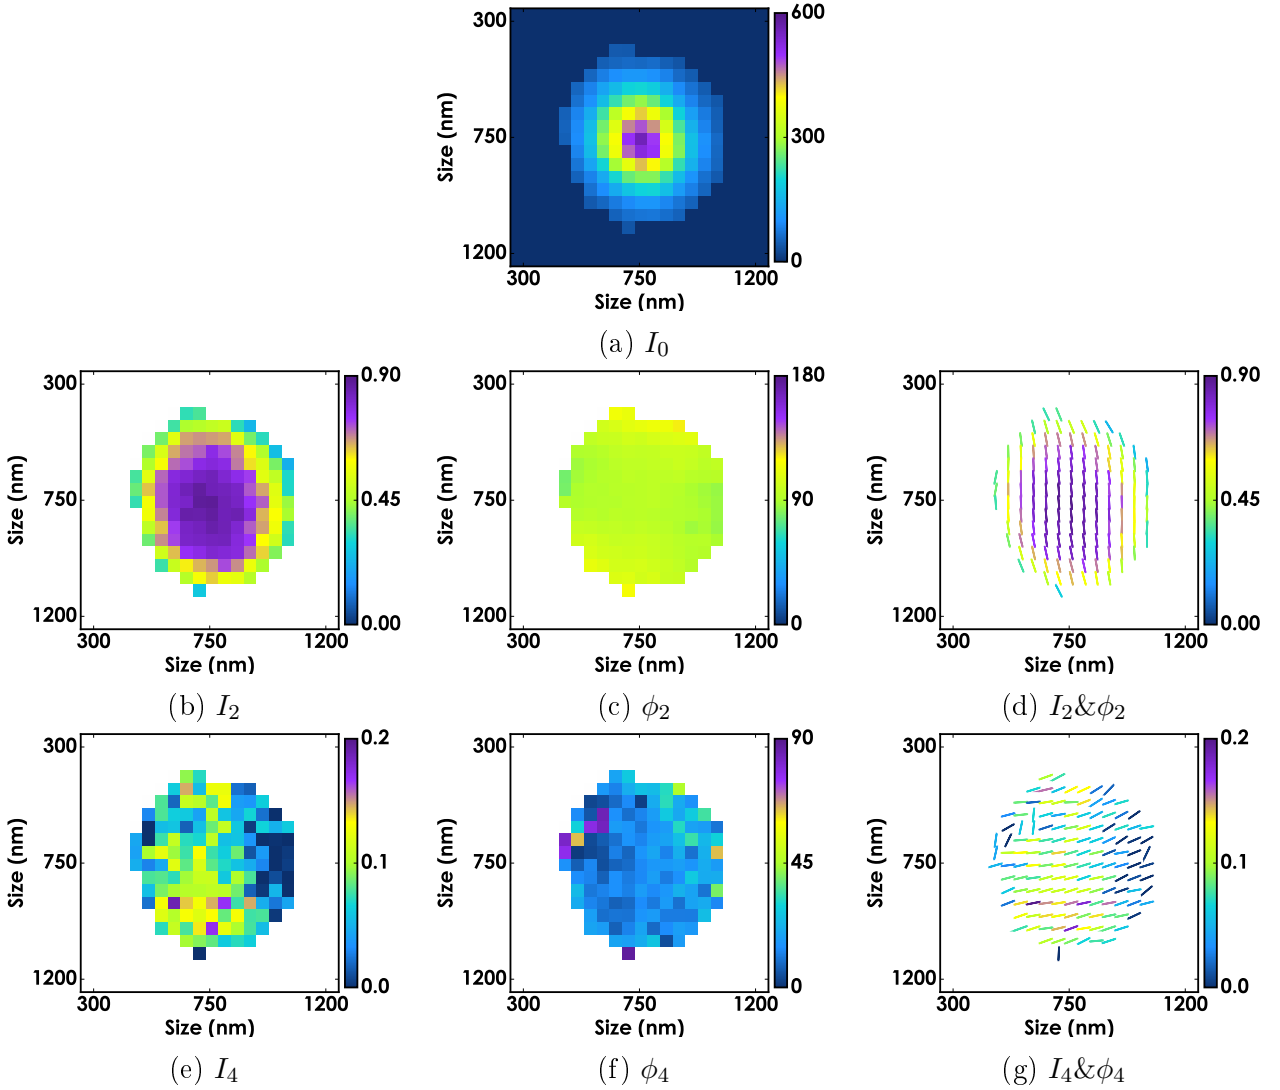 600
300
Size (nm)
750
300
1200
0
300 750 1200
Size (nm)
(a) I₀
0.90 180 0.90
300 300 300
Size (nm) Size (nm) Size (nm)
750 0.45 750 90 750 0.45
1200 0.00 1200 0 1200 0.00
300 750 1200 300 750 1200 300 750 1200
Size (nm) Size (nm) Size (nm)
(b) I₂ (c) ϕ₂ (d) I₂&ϕ₂
0.2 90 0.2
300 300 300
Size (nm) Size (nm) Size (nm)
750 0.1 750 45 750 0.1
1200 0.0 1200 0 1200 0.0
300 750 1200 300 750 1200 300 750 1200
Size (nm) Size (nm) Size (nm)
(e) I₄ (f) ϕ₄ (g) I₄&ϕ₄